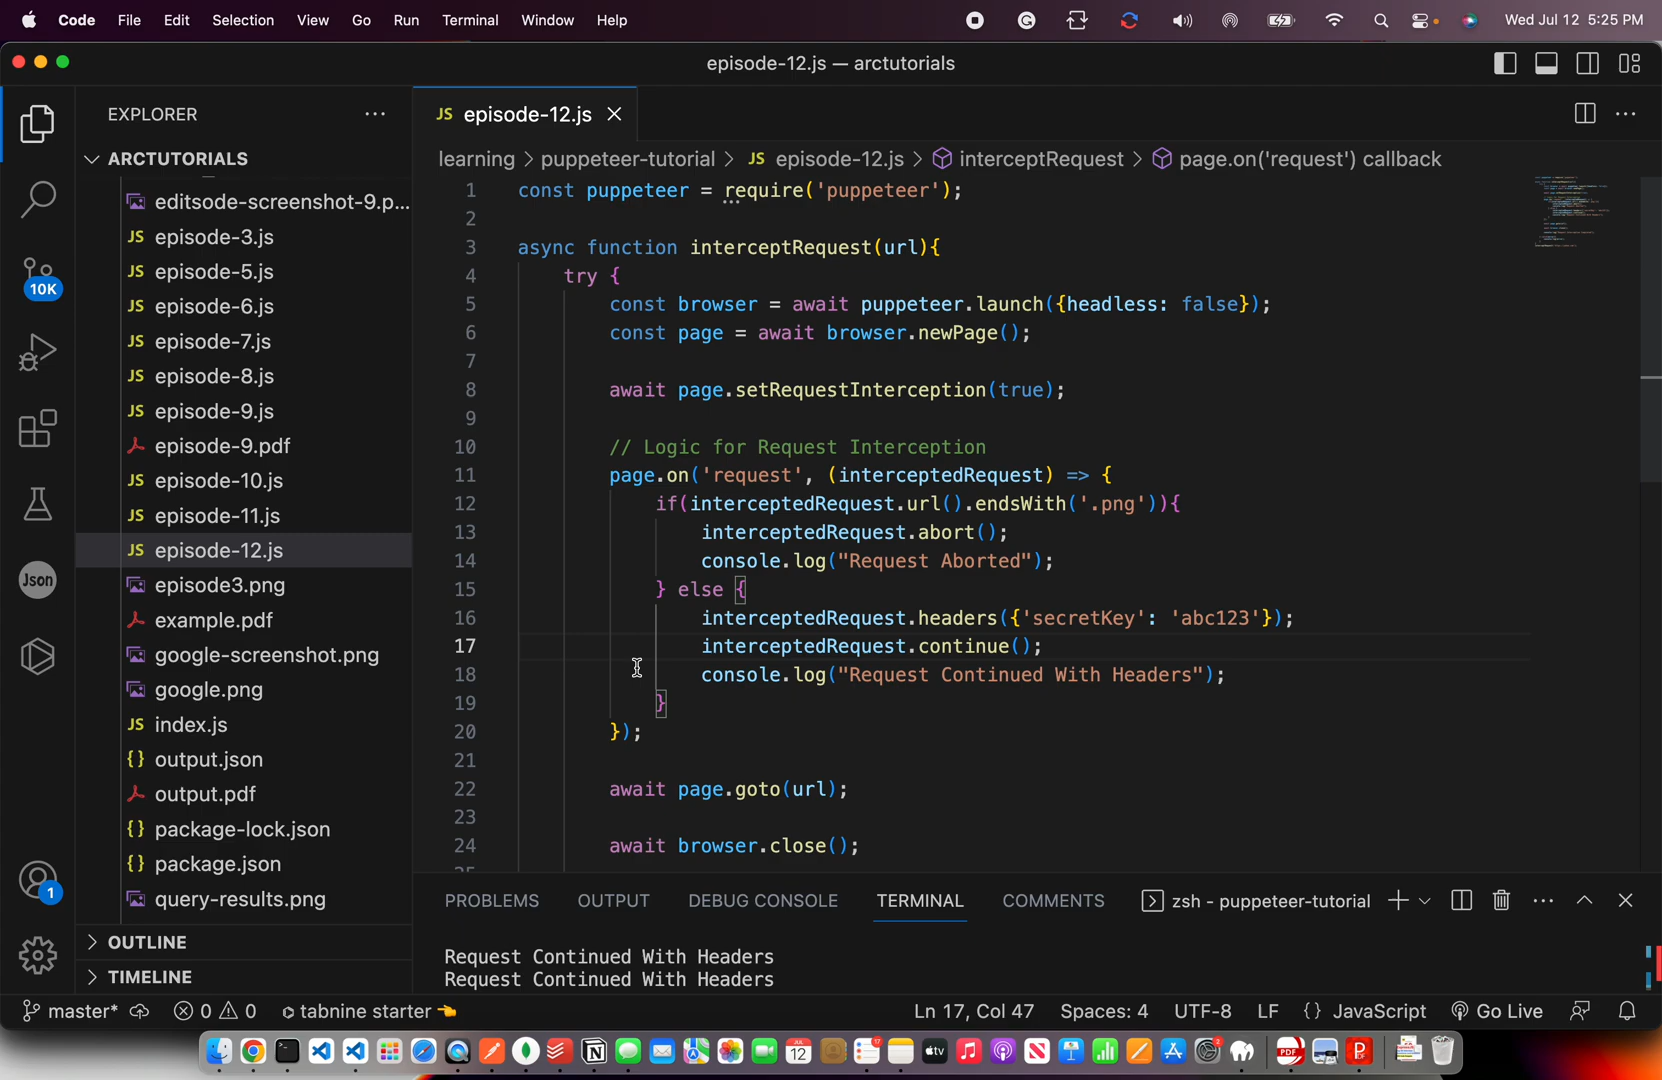 Code File Edit Selection View Go Run Terminal Window Help Wed Jul 12 5:25 PM
episode-12.js — arctutorials
EXPLORER
ARCTUTORIALS
editsode-screenshot-9.p...
episode-3.js
episode-5.js
episode-6.js
episode-7.js
episode-8.js
episode-9.js
episode-9.pdf
episode-10.js
episode-11.js
episode-12.js
episode3.png
example.pdf
google-screenshot.png
google.png
index.js
output.json
output.pdf
package-lock.json
package.json
query-results.png
OUTLINE
TIMELINE
10K
Json
1
JS episode-12.js
learning > puppeteer-tutorial > JS episode-12.js > interceptRequest > page.on('request') callback
1 const puppeteer = require('puppeteer');
2
3 async function interceptRequest(url){
4 try {
5 const browser = await puppeteer.launch({headless: false});
6 const page = await browser.newPage();
7
8 await page.setRequestInterception(true);
9
10 // Logic for Request Interception
11 page.on('request', (interceptedRequest) => {
12 if(interceptedRequest.url().endsWith('.png')){
13 interceptedRequest.abort();
14 console.log("Request Aborted");
15 } else {
16 interceptedRequest.headers({'secretKey': 'abc123'});
17 interceptedRequest.continue();
18 console.log("Request Continued With Headers");
19 }
20 });
21
22 await page.goto(url);
23
24 await browser.close();
PROBLEMS OUTPUT DEBUG CONSOLE TERMINAL COMMENTS zsh - puppeteer-tutorial
Request Continued With Headers
Request Continued With Headers
master* 0 0 tabnine starter Ln 17, Col 47 Spaces: 4 UTF-8 LF {} JavaScript Go Live